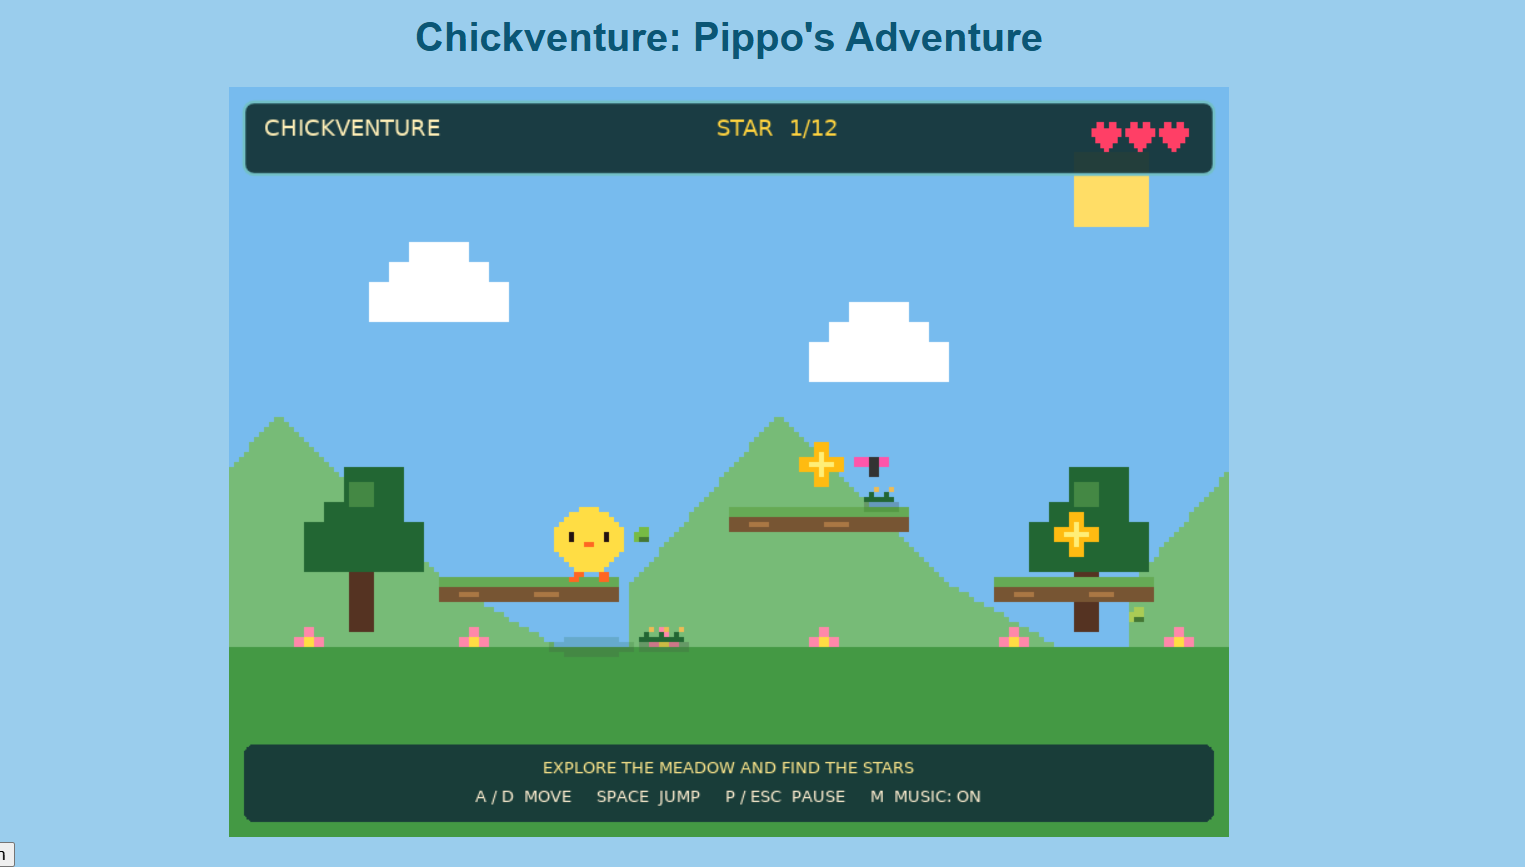 Chickventure: Pippo's Adventure
CHICKVENTURE STAR 1/12
EXPLORE THE MEADOW AND FIND THE STARS
A / D MOVE SPACE JUMP P / ESC PAUSE M MUSIC: ON